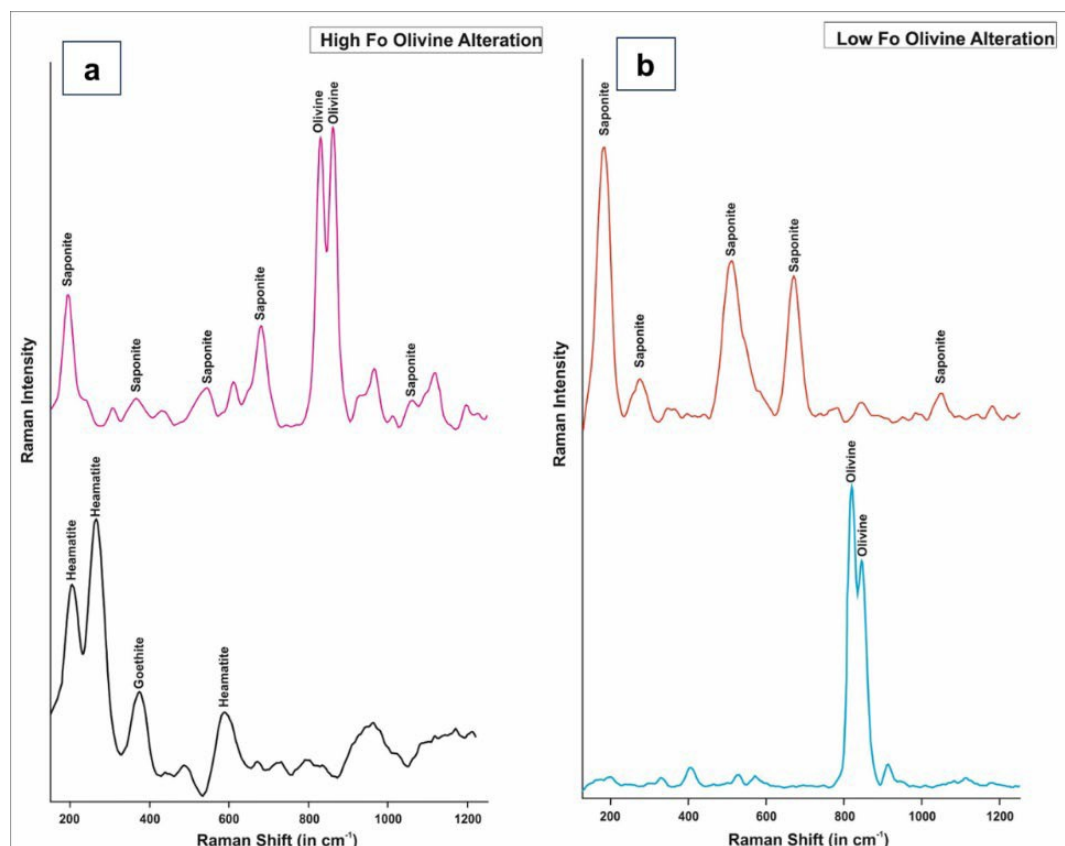 High Fo Olivine Alteration
a
Raman Intensity
Saponite
Saponite
Saponite
Saponite
Olivine
Olivine
Saponite
Raman Intensity
Heamatite
Heamatite
Goethite
Heamatite
200 400 600 800 1000 1200
Raman Shift (in cm-1)
Low Fo Olivine Alteration
b
Saponite
Saponite
Saponite
Saponite
Saponite
Raman Intensity
Olivine
Olivine
200 400 600 800 1000 1200
Raman Shift (in cm-1)